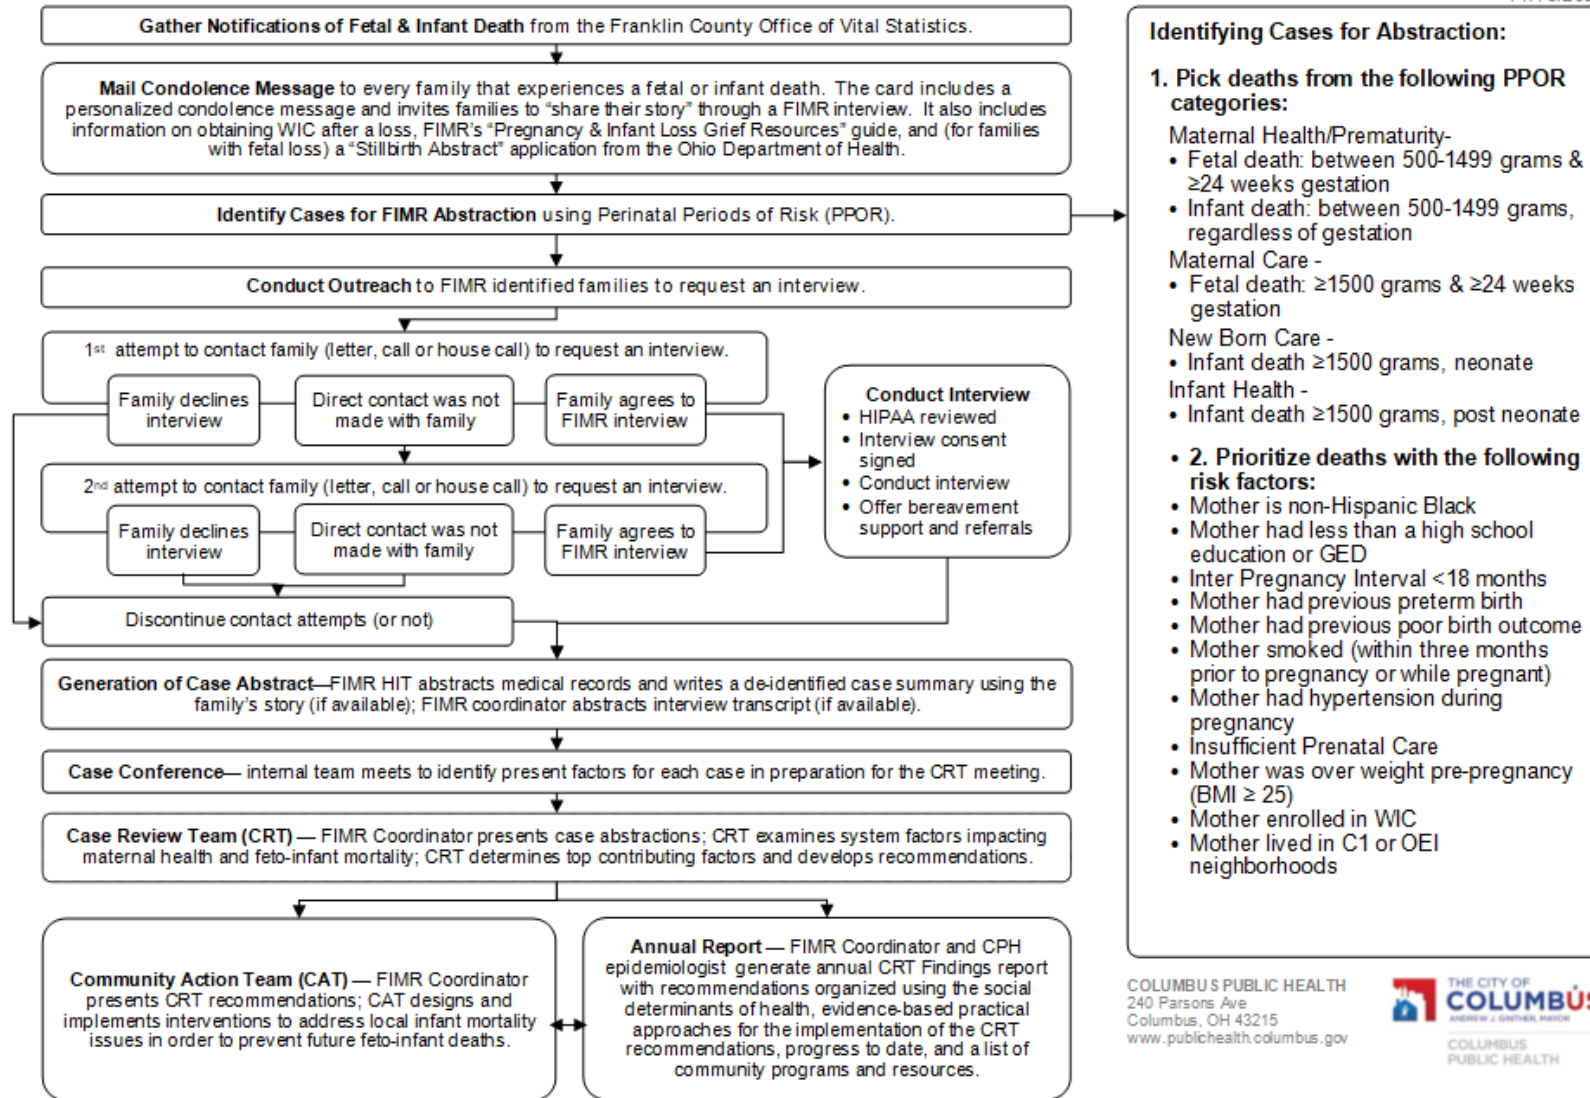 Gather Notifications of Fetal & Infant Death from the Franklin County Office of Vital Statistics.
Mail Condolence Message to every family that experiences a fetal or infant death. The card includes a
personalized condolence message and invites families to “share their story” through a FIMR interview. It also includes
information on obtaining WIC after a loss, FIMR’s “Pregnancy & Infant Loss Grief Resources” guide, and (for families
with fetal loss) a “Stillbirth Abstract” application from the Ohio Department of Health.
Identify Cases for FIMR Abstraction using Perinatal Periods of Risk (PPOR).
Conduct Outreach to FIMR identified families to request an interview.
1st attempt to contact family (letter, call or house call) to request an interview.
Family declines
interview
Direct contact was not
made with family
Family agrees to
FIMR interview
2nd attempt to contact family (letter, call or house call) to request an interview.
Family declines
interview
Direct contact was not
made with family
Family agrees to
FIMR interview
Conduct Interview
• HIPAA reviewed
• Interview consent
signed
• Conduct interview
• Offer bereavement
support and referrals
Discontinue contact attempts (or not)
Generation of Case Abstract—FIMR HIT abstracts medical records and writes a de-identified case summary using the
family’s story (if available); FIMR coordinator abstracts interview transcript (if available).
Case Conference— internal team meets to identify present factors for each case in preparation for the CRT meeting.
Case Review Team (CRT) — FIMR Coordinator presents case abstractions; CRT examines system factors impacting
maternal health and feto-infant mortality; CRT determines top contributing factors and develops recommendations.
Community Action Team (CAT) — FIMR Coordinator
presents CRT recommendations; CAT designs and
implements interventions to address local infant mortality
issues in order to prevent future feto-infant deaths.
Annual Report — FIMR Coordinator and CPH
epidemiologist generate annual CRT Findings report
with recommendations organized using the social
determinants of health, evidence-based practical
approaches for the implementation of the CRT
recommendations, progress to date, and a list of
community programs and resources.
Identifying Cases for Abstraction:
1. Pick deaths from the following PPOR
categories:
Maternal Health/Prematurity-
• Fetal death: between 500-1499 grams &
≥24 weeks gestation
• Infant death: between 500-1499 grams,
regardless of gestation
Maternal Care -
• Fetal death: ≥1500 grams & ≥24 weeks
gestation
New Born Care -
• Infant death ≥1500 grams, neonate
Infant Health -
• Infant death ≥1500 grams, post neonate
• 2. Prioritize deaths with the following
risk factors:
• Mother is non-Hispanic Black
• Mother had less than a high school
education or GED
• Inter Pregnancy Interval <18 months
• Mother had previous preterm birth
• Mother had previous poor birth outcome
• Mother smoked (within three months
prior to pregnancy or while pregnant)
• Mother had hypertension during
pregnancy
• Insufficient Prenatal Care
• Mother was over weight pre-pregnancy
(BMI ≥ 25)
• Mother enrolled in WIC
• Mother lived in C1 or OEI
neighborhoods
COLUMBUS PUBLIC HEALTH
240 Parsons Ave
Columbus, OH 43215
www.publichealth.columbus.gov
THE CITY OF
COLUMBUS
ANDREW J. GINTHER, MAYOR
COLUMBUS
PUBLIC HEALTH